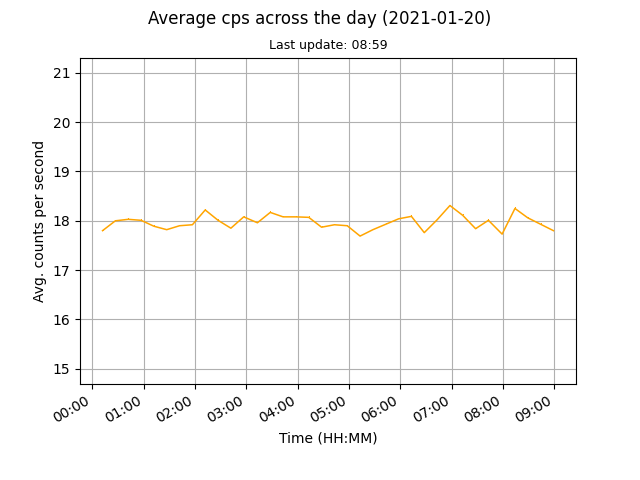 Average cps across the day (2021-01-20)
Last update: 08:59
21
20
19
18
17
16
15
Avg. counts per second
00:00 01:00 02:00 03:00 04:00 05:00 06:00 07:00 08:00 09:00
Time (HH:MM)